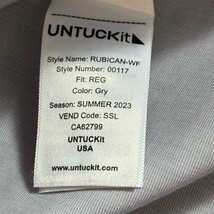 UNTUCKit
Style Name: RUBICAN-WF
Style Number: 00117
Fit: REG
Color: Gry
Season: SUMMER 2023
VEND Code: SSL
CA62799
UNTUCKit
USA
www.untuckit.com